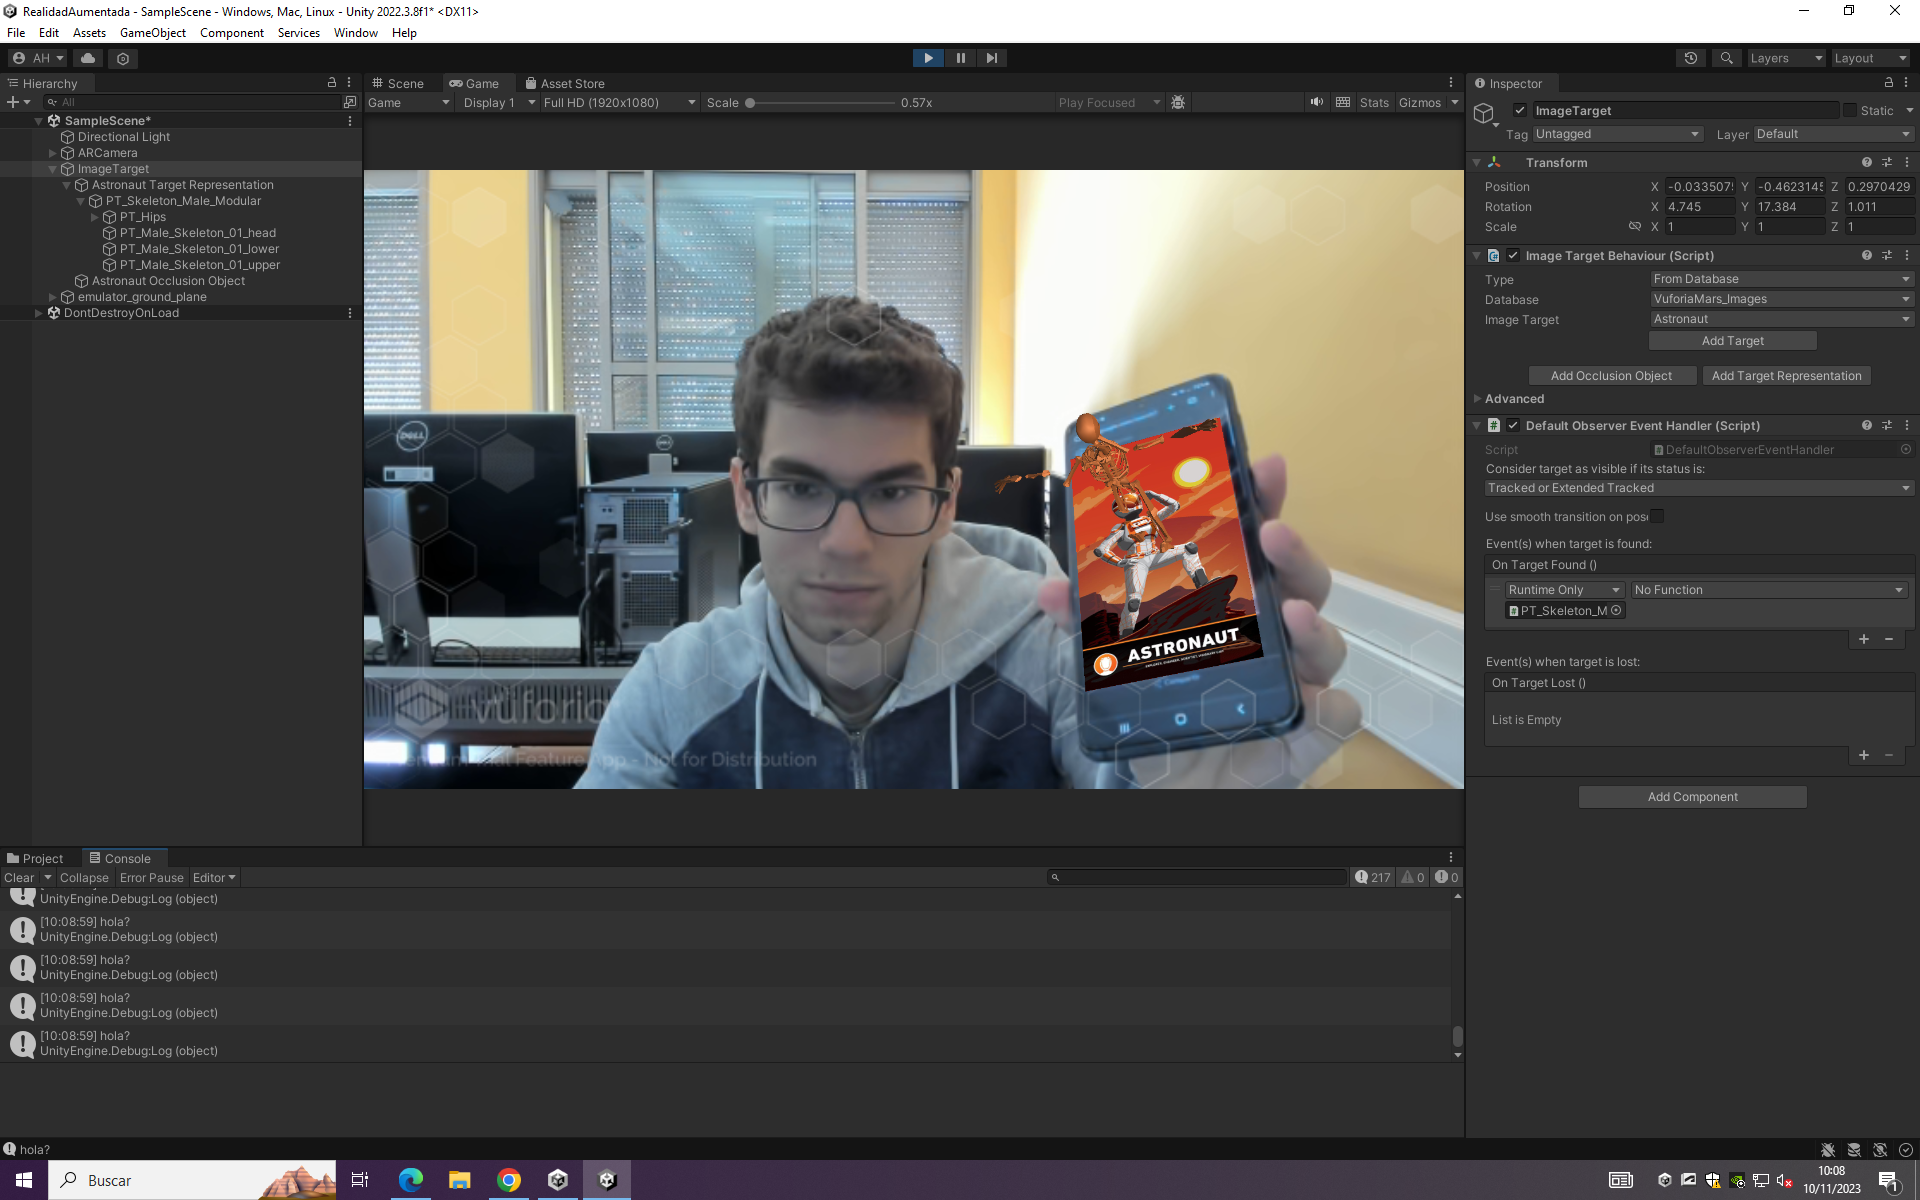 RealidadAumentada - SampleScene - Windows, Mac, Linux - Unity 2022.3.8f1* <DX11>
File Edit Assets GameObject Component Services Window Help
AH
Layers
Layout
Hierarchy
All
SampleScene*
Directional Light
ARCamera
ImageTarget
Astronaut Target Representation
PT_Skeleton_Male_Modular
PT_Hips
PT_Male_Skeleton_01_head
PT_Male_Skeleton_01_lower
PT_Male_Skeleton_01_upper
Astronaut Occlusion Object
emulator_ground_plane
DontDestroyOnLoad
Scene Game Asset Store
Game Display 1 Full HD (1920x1080) Scale 0.57x Play Focused Stats Gizmos
DELL
DELL
ASTRONAUT
vuforia
Trial Feature App - Not for Distribution
Inspector
ImageTarget Static
Tag Untagged Layer Default
Transform
Position X -0.033507 Y -0.462314 Z 0.2970429
Rotation X 4.745 Y 17.384 Z 1.011
Scale X 1 Y 1 Z 1
Image Target Behaviour (Script)
Type From Database
Database VuforiaMars_Images
Image Target Astronaut
Add Target
Add Occlusion Object Add Target Representation
Advanced
Default Observer Event Handler (Script)
Script DefaultObserverEventHandler
Consider target as visible if its status is:
Tracked or Extended Tracked
Use smooth transition on pos
Event(s) when target is found:
On Target Found ()
Runtime Only No Function
PT_Skeleton_M
Event(s) when target is lost:
On Target Lost ()
List is Empty
Add Component
Project Console
Clear Collapse Error Pause Editor 217 0 0
UnityEngine.Debug:Log (object)
[10:08:59] hola?
UnityEngine.Debug:Log (object)
[10:08:59] hola?
UnityEngine.Debug:Log (object)
[10:08:59] hola?
UnityEngine.Debug:Log (object)
[10:08:59] hola?
UnityEngine.Debug:Log (object)
hola?
Buscar
10:08
10/11/2023
1